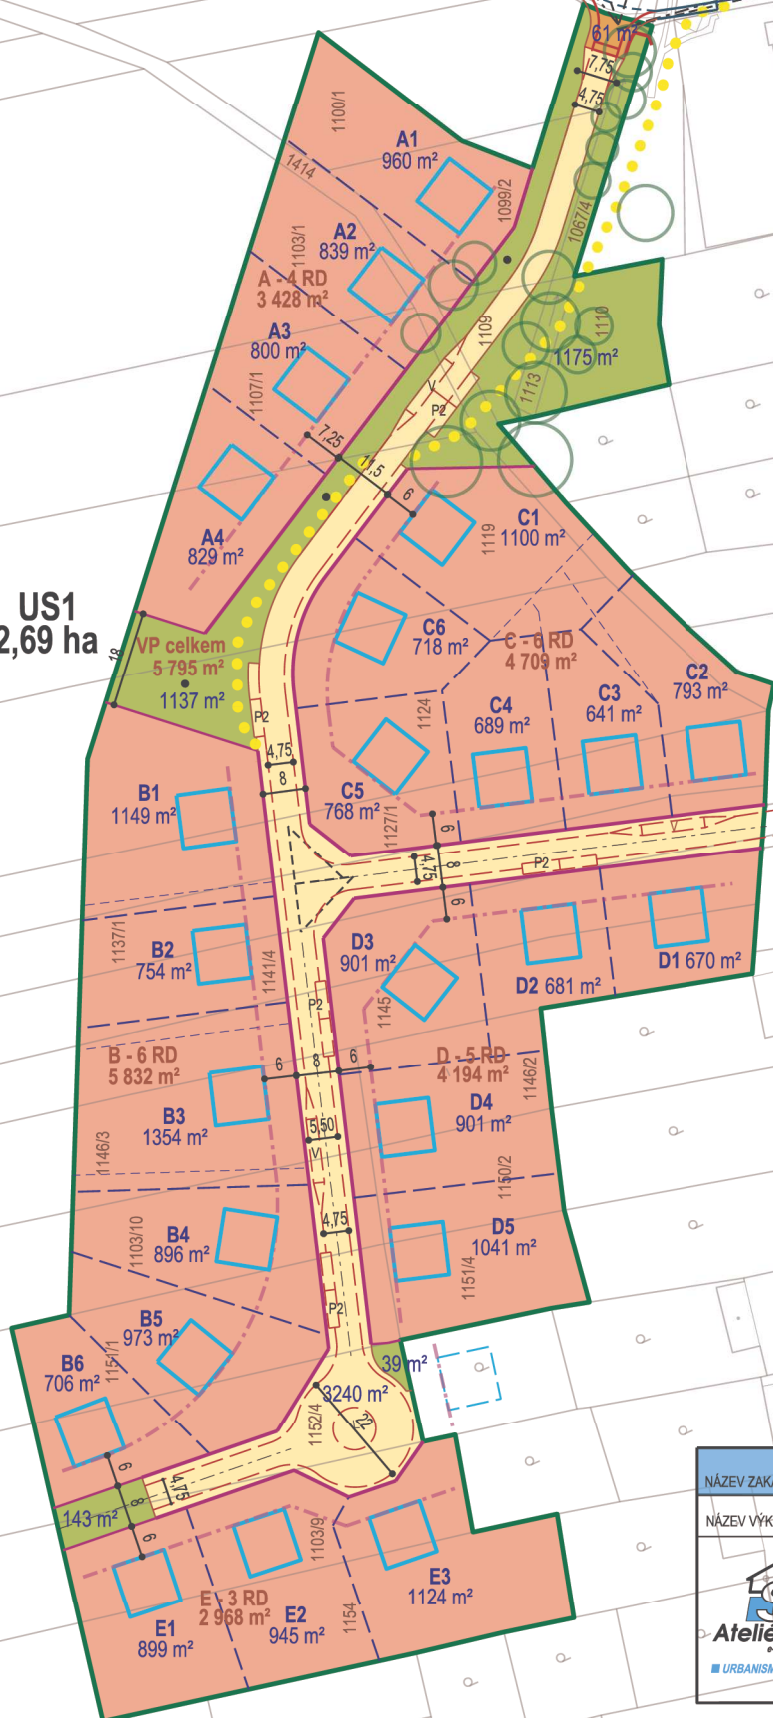 61 m²
7,75
4,75
1100/1
A1
960 m²
1414
1099/2
1067/4
A2
839 m²
1103/1
A - 4 RD
3 428 m²
A3
800 m²
1107/1
1109
1110
1175 m²
1113
V
P2
7,25
11,5
6
A4
829 m²
C1
1100 m²
1119
US1
2,69 ha
18
VP celkem
5 795 m²
1137 m²
C6
718 m²
C - 6 RD
4 709 m²
C2
793 m²
C3
641 m²
C4
689 m²
1124
P2
4,75
8
C5
768 m²
1127/1
B1
1149 m²
6
8
4,75
6
P2
V
1137/1
B2
754 m²
1141/4
D3
901 m²
D2 681 m²
D1 670 m²
1145
P2
B - 6 RD
5 832 m²
6
8
6
D - 5 RD
4 194 m²
1146/2
B3
1354 m²
D4
901 m²
5,50
V
1146/3
1150/2
1103/10
B4
896 m²
4,75
D5
1041 m²
1151/4
B5
973 m²
P2
B6
706 m²
1151/1
39 m²
3240 m²
1152/4
22
6
8
6
4,75
143 m²
1103/9
E - 3 RD
2 968 m²
E3
1124 m²
E1
899 m²
E2
945 m²
1154
NÁZEV ZAK
NÁZEV VÝK
Atelié
URBANISM